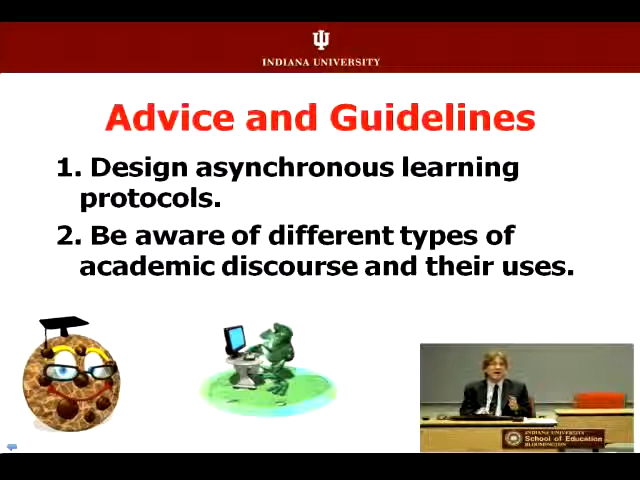 INDIANA UNIVERSITY
Advice and Guidelines
1. Design asynchronous learning
protocols.
2. Be aware of different types of
academic discourse and their uses.
INDIANA UNIVERSITY
School of Education
BLOOMINGTON